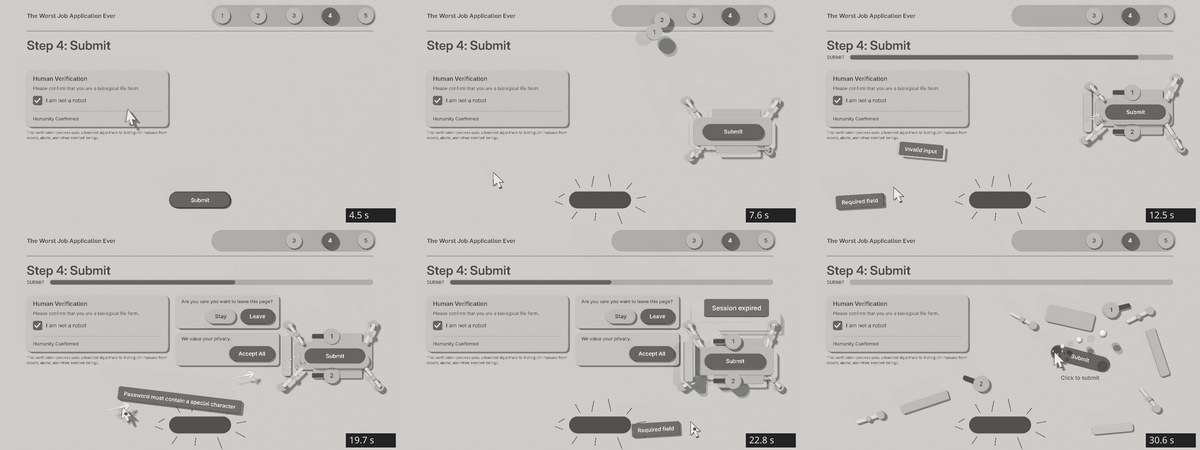 The Worst Job Application Ever
1 2 3 4 5
Step 4: Submit
Human Verification
Please confirm that you are a biological life form.
I am not a robot
Humanity Confirmed
Submit
4.5 s
The Worst Job Application Ever
2 1 3 4 5
Step 4: Submit
Human Verification
Please confirm that you are a biological life form.
I am not a robot
Humanity Confirmed
Submit
7.6 s
The Worst Job Application Ever
3 4 5
Step 4: Submit
SUBMIT
Human Verification
Please confirm that you are a biological life form.
I am not a robot
Humanity Confirmed
1
Submit
2
Invalid input
Required field
12.5 s
The Worst Job Application Ever
3 4 5
Step 4: Submit
SUBMIT
Human Verification
Please confirm that you are a biological life form.
I am not a robot
Humanity Confirmed
Are you sure you want to leave this page?
Stay Leave
We value your privacy.
Accept All
1
Submit
2
Password must contain a special character
19.7 s
The Worst Job Application Ever
3 4 5
Step 4: Submit
SUBMIT
Human Verification
Please confirm that you are a biological life form.
I am not a robot
Humanity Confirmed
Are you sure you want to leave this page?
Stay Leave
We value your privacy.
Accept All
Session expired
1
Submit
2
Required field
22.8 s
The Worst Job Application Ever
3 4 5
Step 4: Submit
SUBMIT
Human Verification
Please confirm that you are a biological life form.
I am not a robot
Humanity Confirmed
1
Submit
Click to submit
2
30.6 s